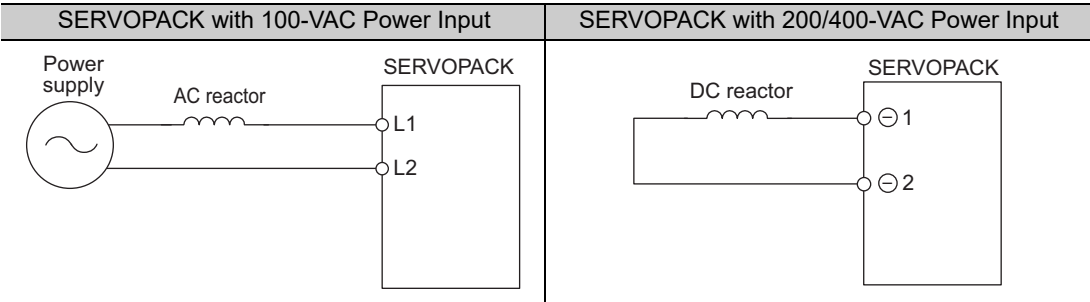 SERVOPACK with 100-VAC Power Input
SERVOPACK with 200/400-VAC Power Input
Power
supply
AC reactor
SERVOPACK
L1
L2
DC reactor
SERVOPACK
⊖ 1
⊖ 2